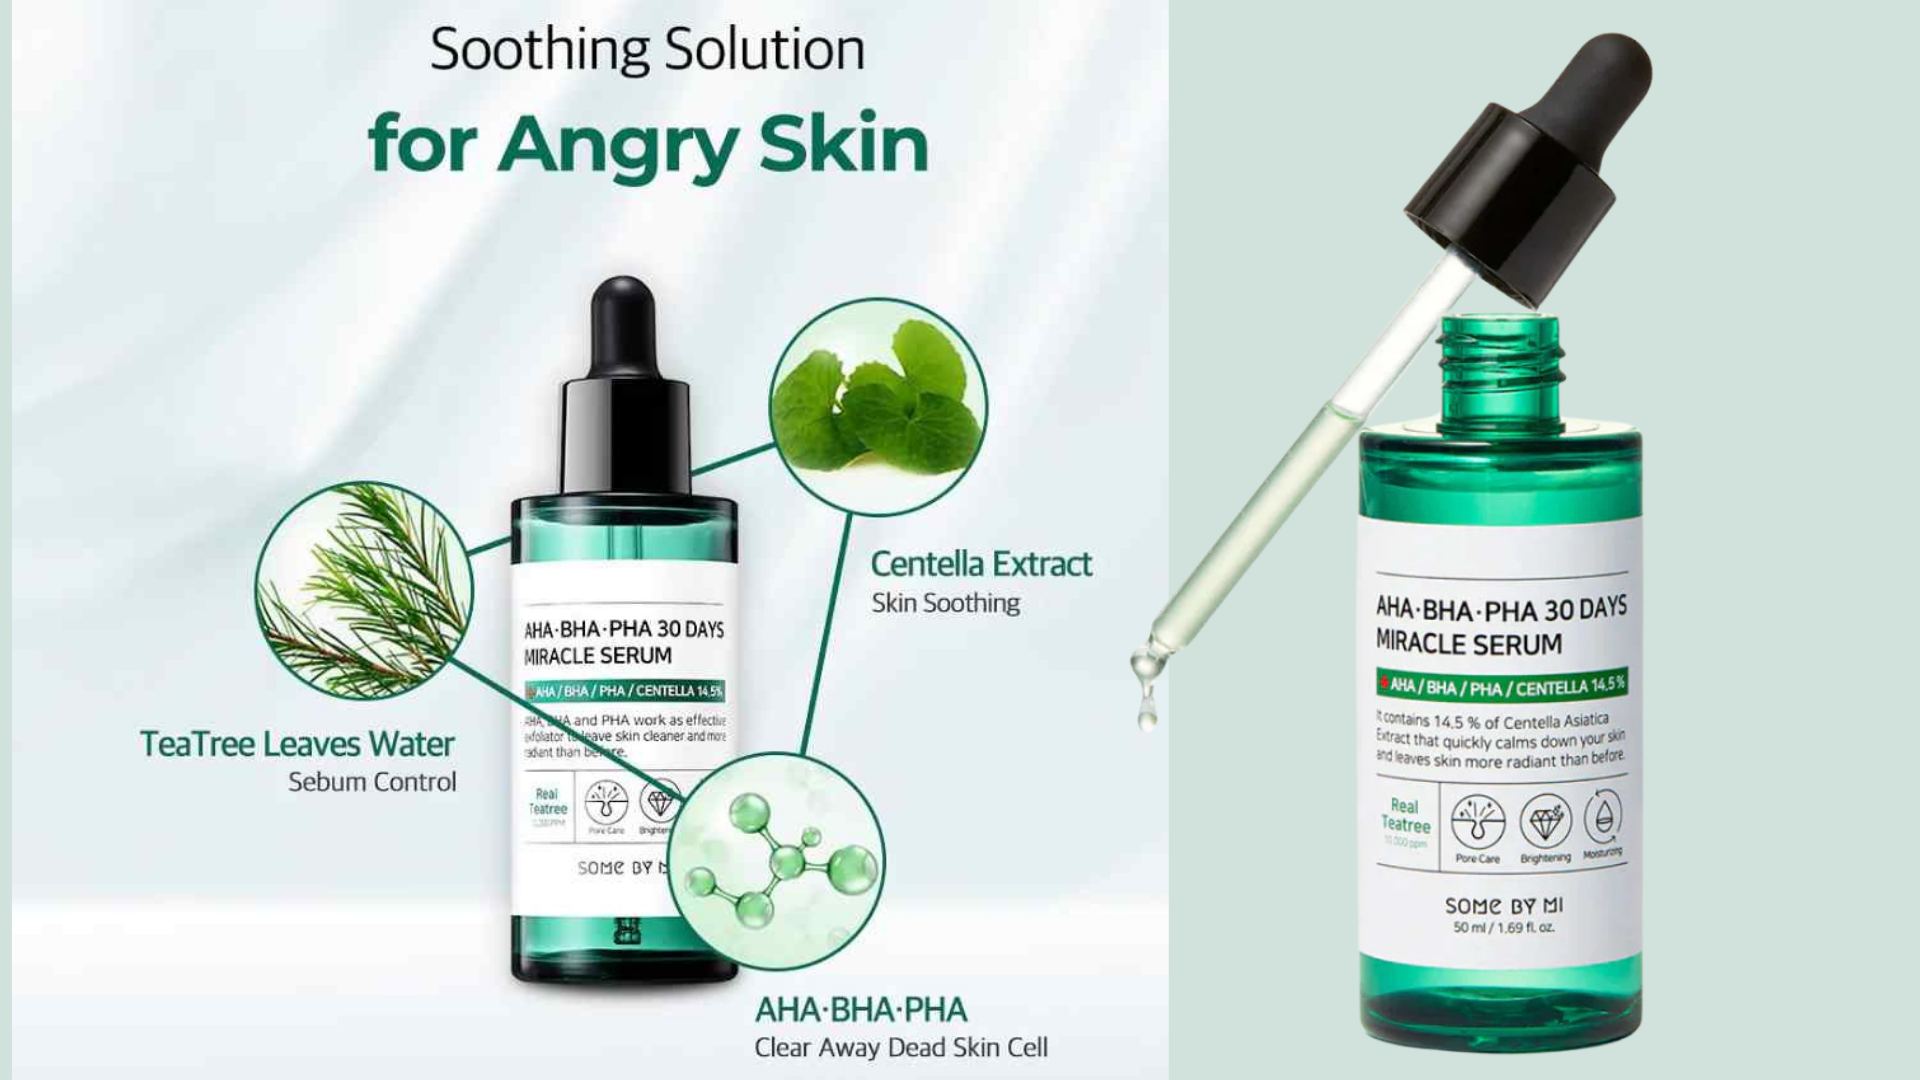 Soothing Solution
for Angry Skin
Centella Extract
Skin Soothing
TeaTree Leaves Water
Sebum Control
AHA·BHA·PHA
Clear Away Dead Skin Cell
AHA·BHA·PHA 30 DAYS
MIRACLE SERUM
AHA / BHA / PHA / CENTELLA 14.5%
AHA, BHA and PHA work as effective
exfoliator to leave skin cleaner and more
radiant than before.
Real
Teatree
Pore Care
SOME BY
AHA·BHA·PHA 30 DAYS
MIRACLE SERUM
AHA / BHA / PHA / CENTELLA 14.5%
It contains 14.5 % of Centella Asiatica
Extract that quickly calms down your skin
and leaves skin more radiant than before.
Real
Teatree
10,000 ppm
Pore Care
Brightening
Moisturizing
SOME BY MI
50 ml / 1.69 fl. oz.